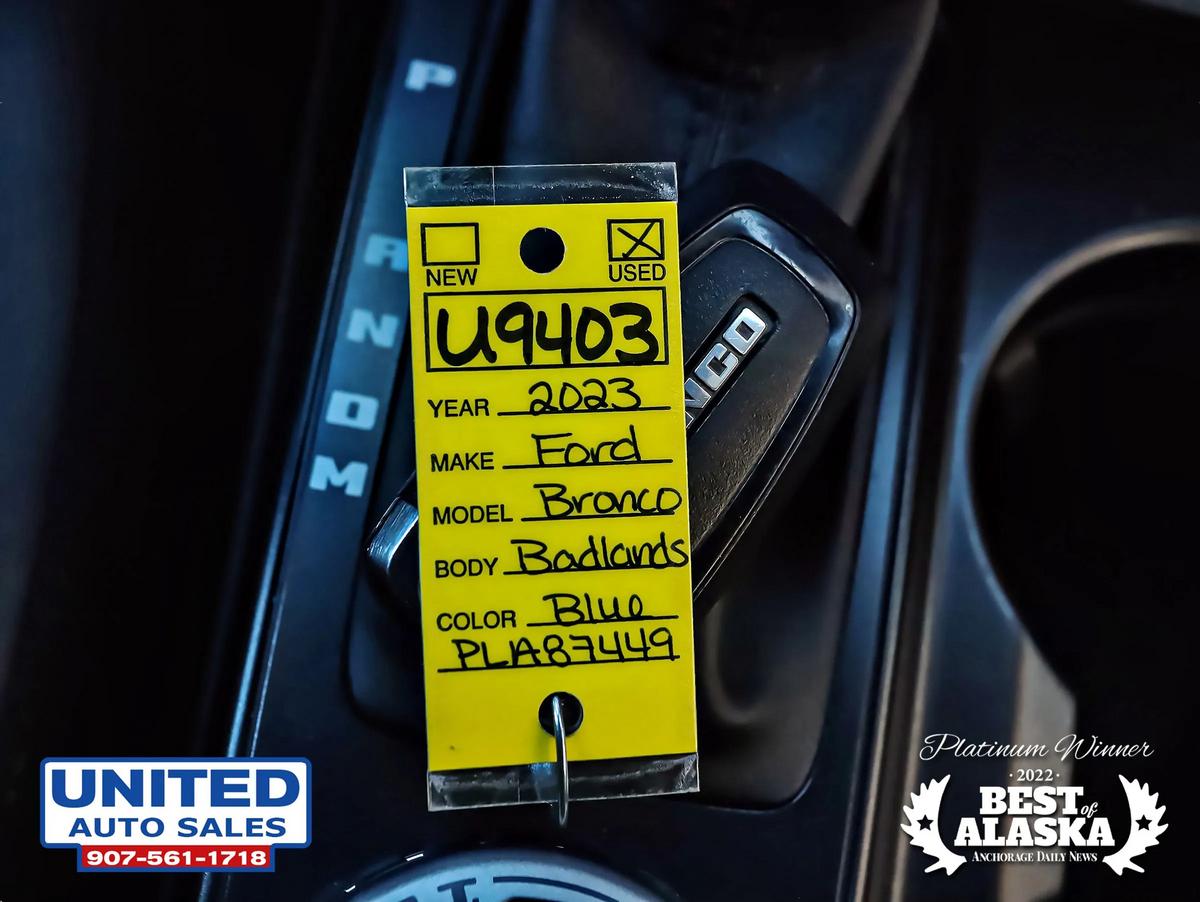 P
R
N
D
M
NEW
USED
U9403
YEAR 2023
MAKE Ford
MODEL Bronco
BODY Badlands
COLOR Blue
PLA87449
NCO
UNITED
AUTO SALES
907-561-1718
Platinum Winner
· 2022 ·
BEST of
ALASKA
ANCHORAGE DAILY NEWS